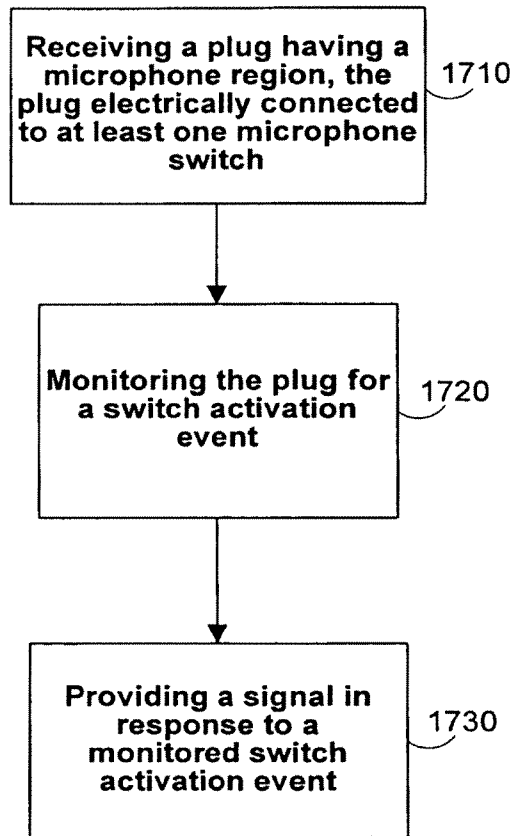 Receiving a plug having a
microphone region, the
plug electrically connected
to at least one microphone
switch
1710
Monitoring the plug for
a switch activation
event
1720
Providing a signal in
response to a
monitored switch
activation event
1730